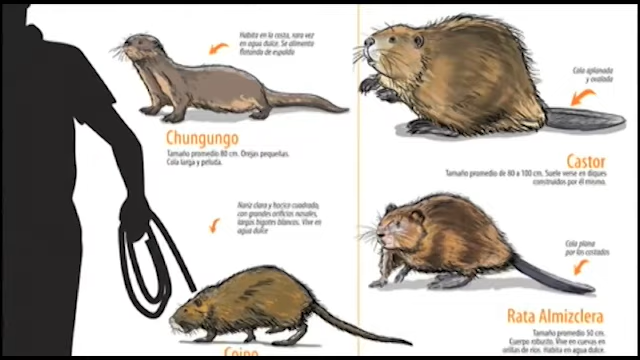 Habita en la costa, rara vez
en agua dulce. Se alimenta
flotando de espalda
Chungungo
Tamaño promedio 80 cm. Orejas pequeñas.
Cola larga y peluda.
Cola aplanada
y ovalada
Castor
Tamaño promedio de 80 a 100 cm. Suele verse en diques
construidos por él mismo.
Nariz clara y hocico cuadrado,
con grandes orificios nasales,
largos bigotes blancos. Vive en
agua dulce
Coipo
Cola plana
por los costados
Rata Almizclera
Tamaño promedio 50 cm.
Cuerpo robusto. Vive en cuevas en
orillas de ríos. Habita en agua dulce.